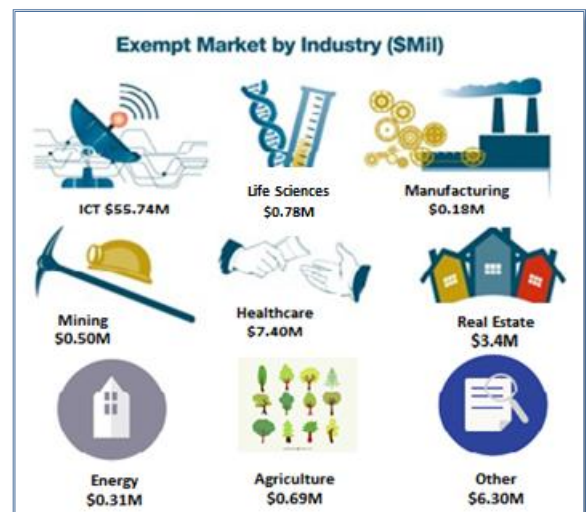 Exempt Market by Industry ($Mil)
ICT $55.74M
Life Sciences
$0.78M
Manufacturing
$0.18M
Mining
$0.50M
Healthcare
$7.40M
Real Estate
$3.4M
Energy
$0.31M
Agriculture
$0.69M
Other
$6.30M